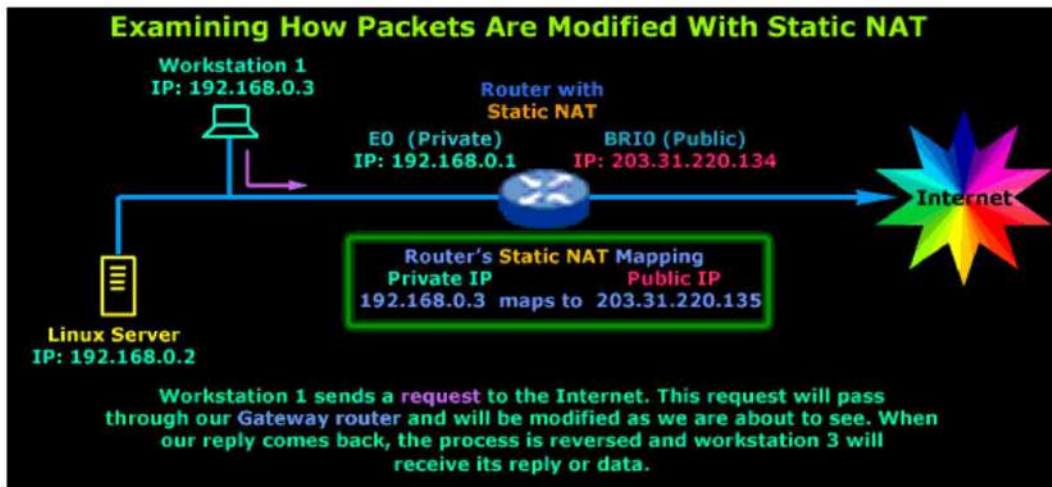 Examining How Packets Are Modified With Static NAT
Workstation 1
IP: 192.168.0.3
Router with
Static NAT
E0 (Private)
IP: 192.168.0.1
BRI0 (Public)
IP: 203.31.220.134
Internet
Router's Static NAT Mapping
Private IP Public IP
192.168.0.3 maps to 203.31.220.135
Linux Server
IP: 192.168.0.2
Workstation 1 sends a request to the Internet. This request will pass
through our Gateway router and will be modified as we are about to see. When
our reply comes back, the process is reversed and workstation 3 will
receive its reply or data.